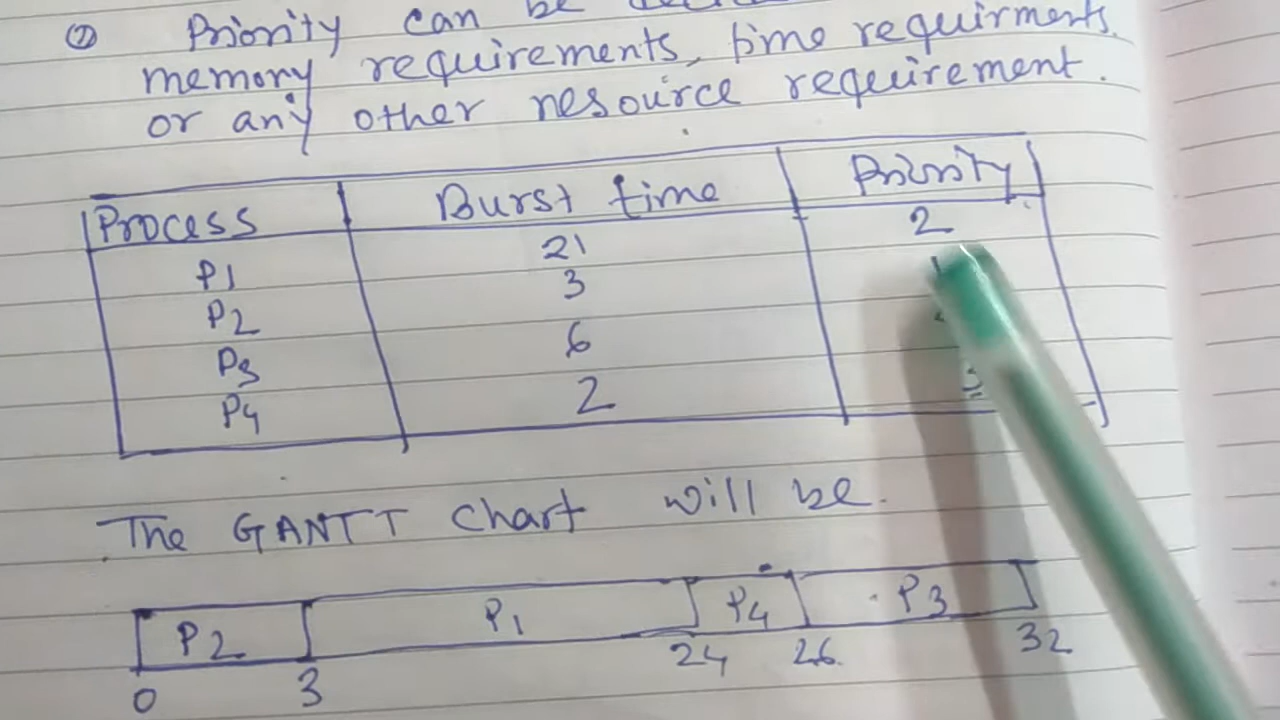 ② Priority can be
memory requirements, time requirments.
or any other resource requirement.
Process Burst time Priority
P1 21 2
P2 3 1
P3 6
P4 2 3
The GANTT chart will be.
P2 P1 P4 P3
0 3 24 26 32